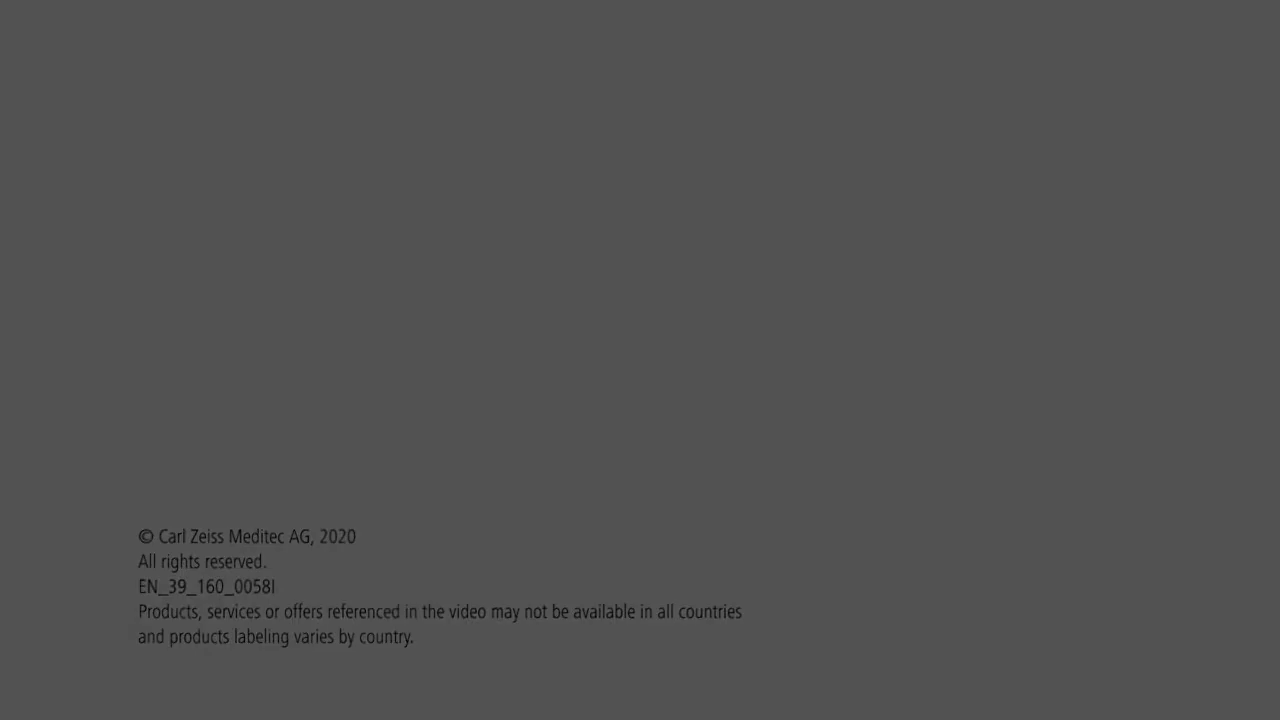 © Carl Zeiss Meditec AG, 2020
All rights reserved.
EN_39_160_0058I
Products, services or offers referenced in the video may not be available in all countries
and products labeling varies by country.